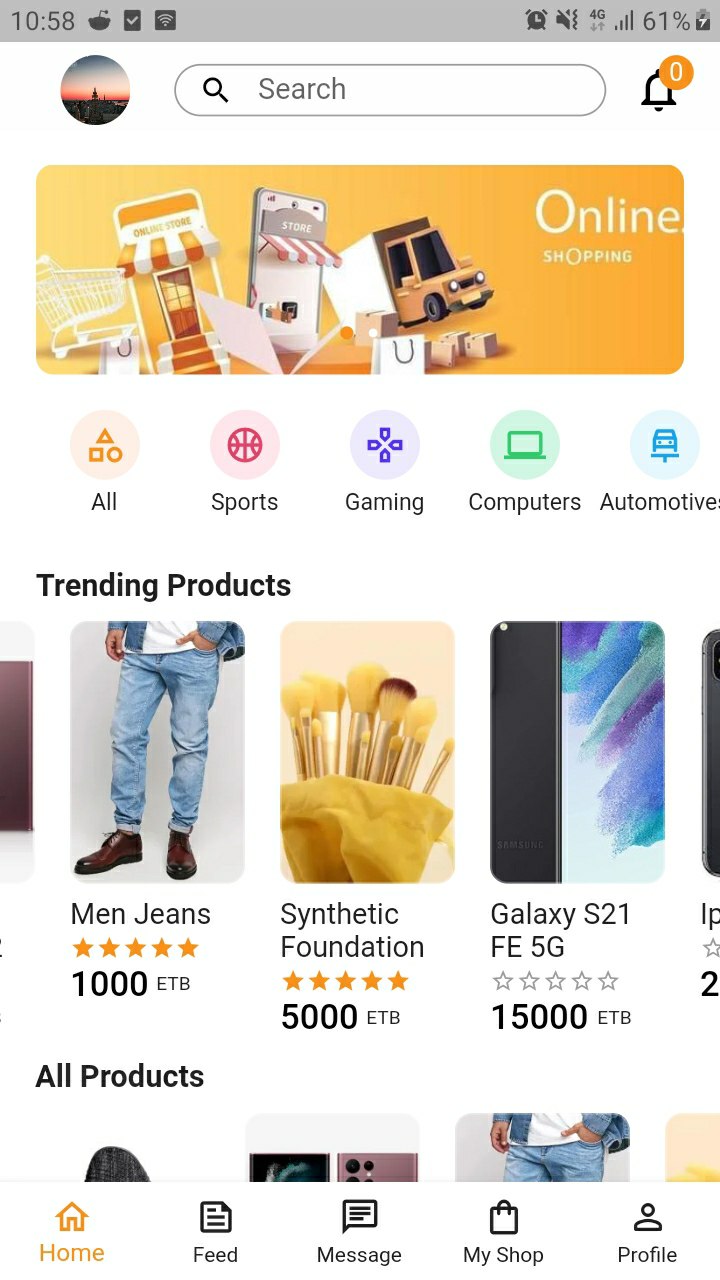 10:58
4G
61%
Search
0
ONLINE STORE
STORE
Online.
SHOPPING
All
Sports
Gaming
Computers
Automotives
Trending Products
SAMSUNG
Men Jeans
1000 ETB
Synthetic
Foundation
5000 ETB
Galaxy S21
FE 5G
15000 ETB
Ip
2
All Products
Home
Feed
Message
My Shop
Profile